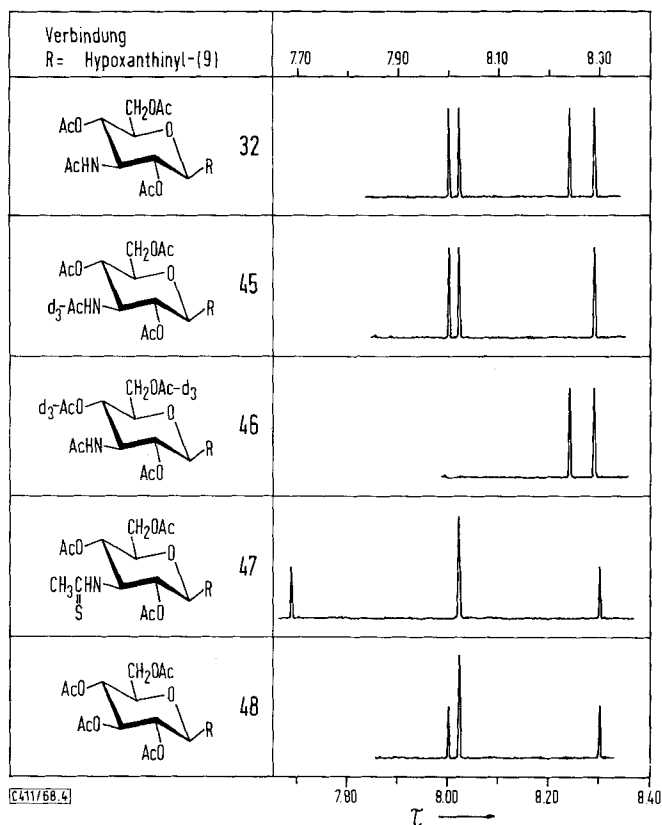 Verbindung
R= Hypoxanthinyl-(9)
7.70 7.90 8.10 8.30
CH2OAc
AcO
O
AcHN
R
AcO
32
CH2OAc
AcO
O
d3-AcHN
R
AcO
45
CH2OAc-d3
d3-AcO
O
AcHN
R
AcO
46
CH2OAc
AcO
O
CH3CHN
S
R
AcO
47
CH2OAc
AcO
O
AcO
R
AcO
48
7.80 8.00 8.20 8.40
τ
C411/68.4